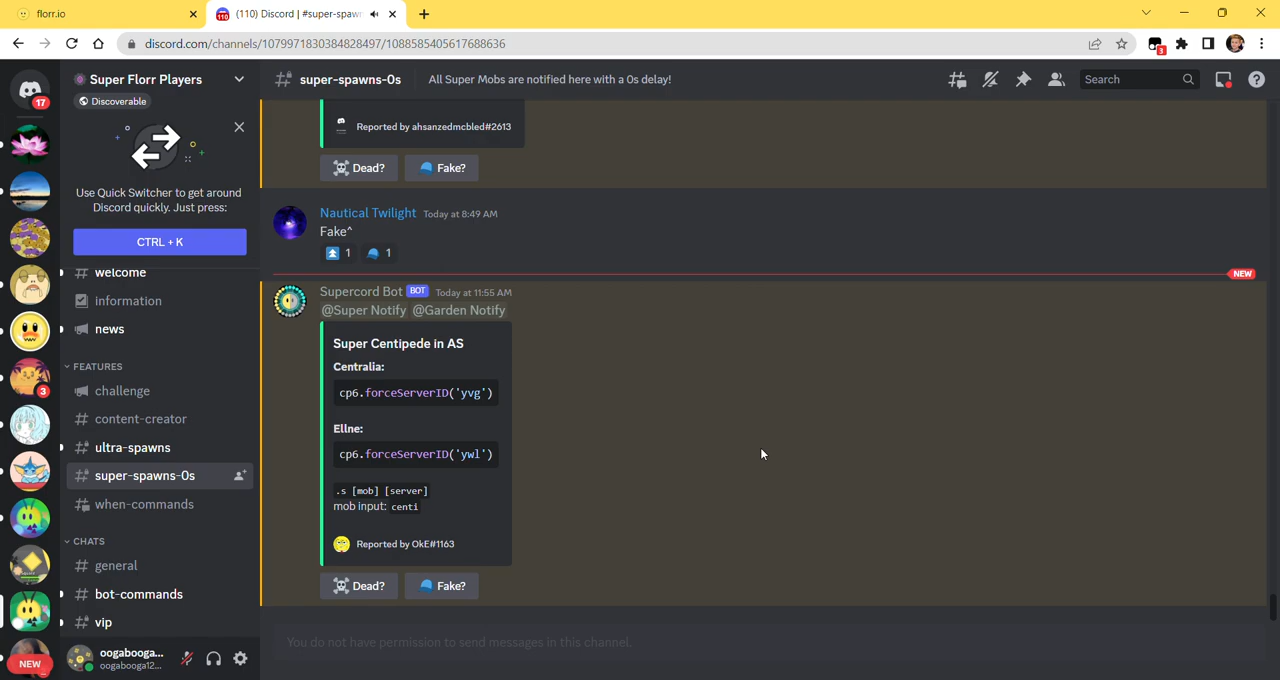 florr.io
(110) Discord | #super-spawn
discord.com/channels/1079971830384828497/1088585405617688636
3
110
17
Super Florr Players
Discoverable
Use Quick Switcher to get around
Discord quickly. Just press:
CTRL + K
welcome
information
news
FEATURES
challenge
content-creator
ultra-spawns
super-spawns-0s
when-commands
CHATS
general
bot-commands
vip
3
NEW
oogabooga...
oogabooga12...
super-spawns-0s
All Super Mobs are notified here with a 0s delay!
Search
Reported by ahsanzedmcbled#2613
Dead? Fake?
Nautical Twilight Today at 8:49 AM
Fake^
1 1
NEW
Supercord Bot BOT Today at 11:55 AM
@Super Notify @Garden Notify
Super Centipede in AS
Centralia:
cp6.forceServerID('yvg')
Ellne:
cp6.forceServerID('ywl')
.s [mob] [server]
mob input: centi
Reported by OkE#1163
Dead? Fake?
You do not have permission to send messages in this channel.